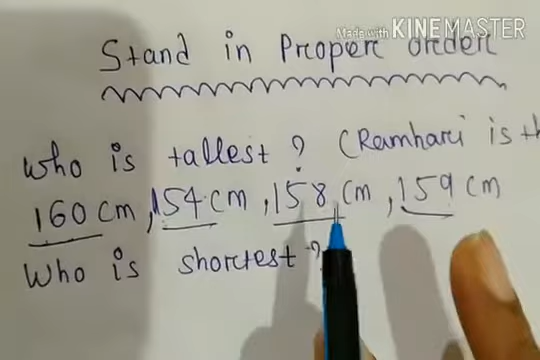 Made with KINEMASTER
Stand in Proper order
Who is tallest ? (Ramhari is
160 cm, 154 cm, 158 cm, 159 cm
Who is shortest ?